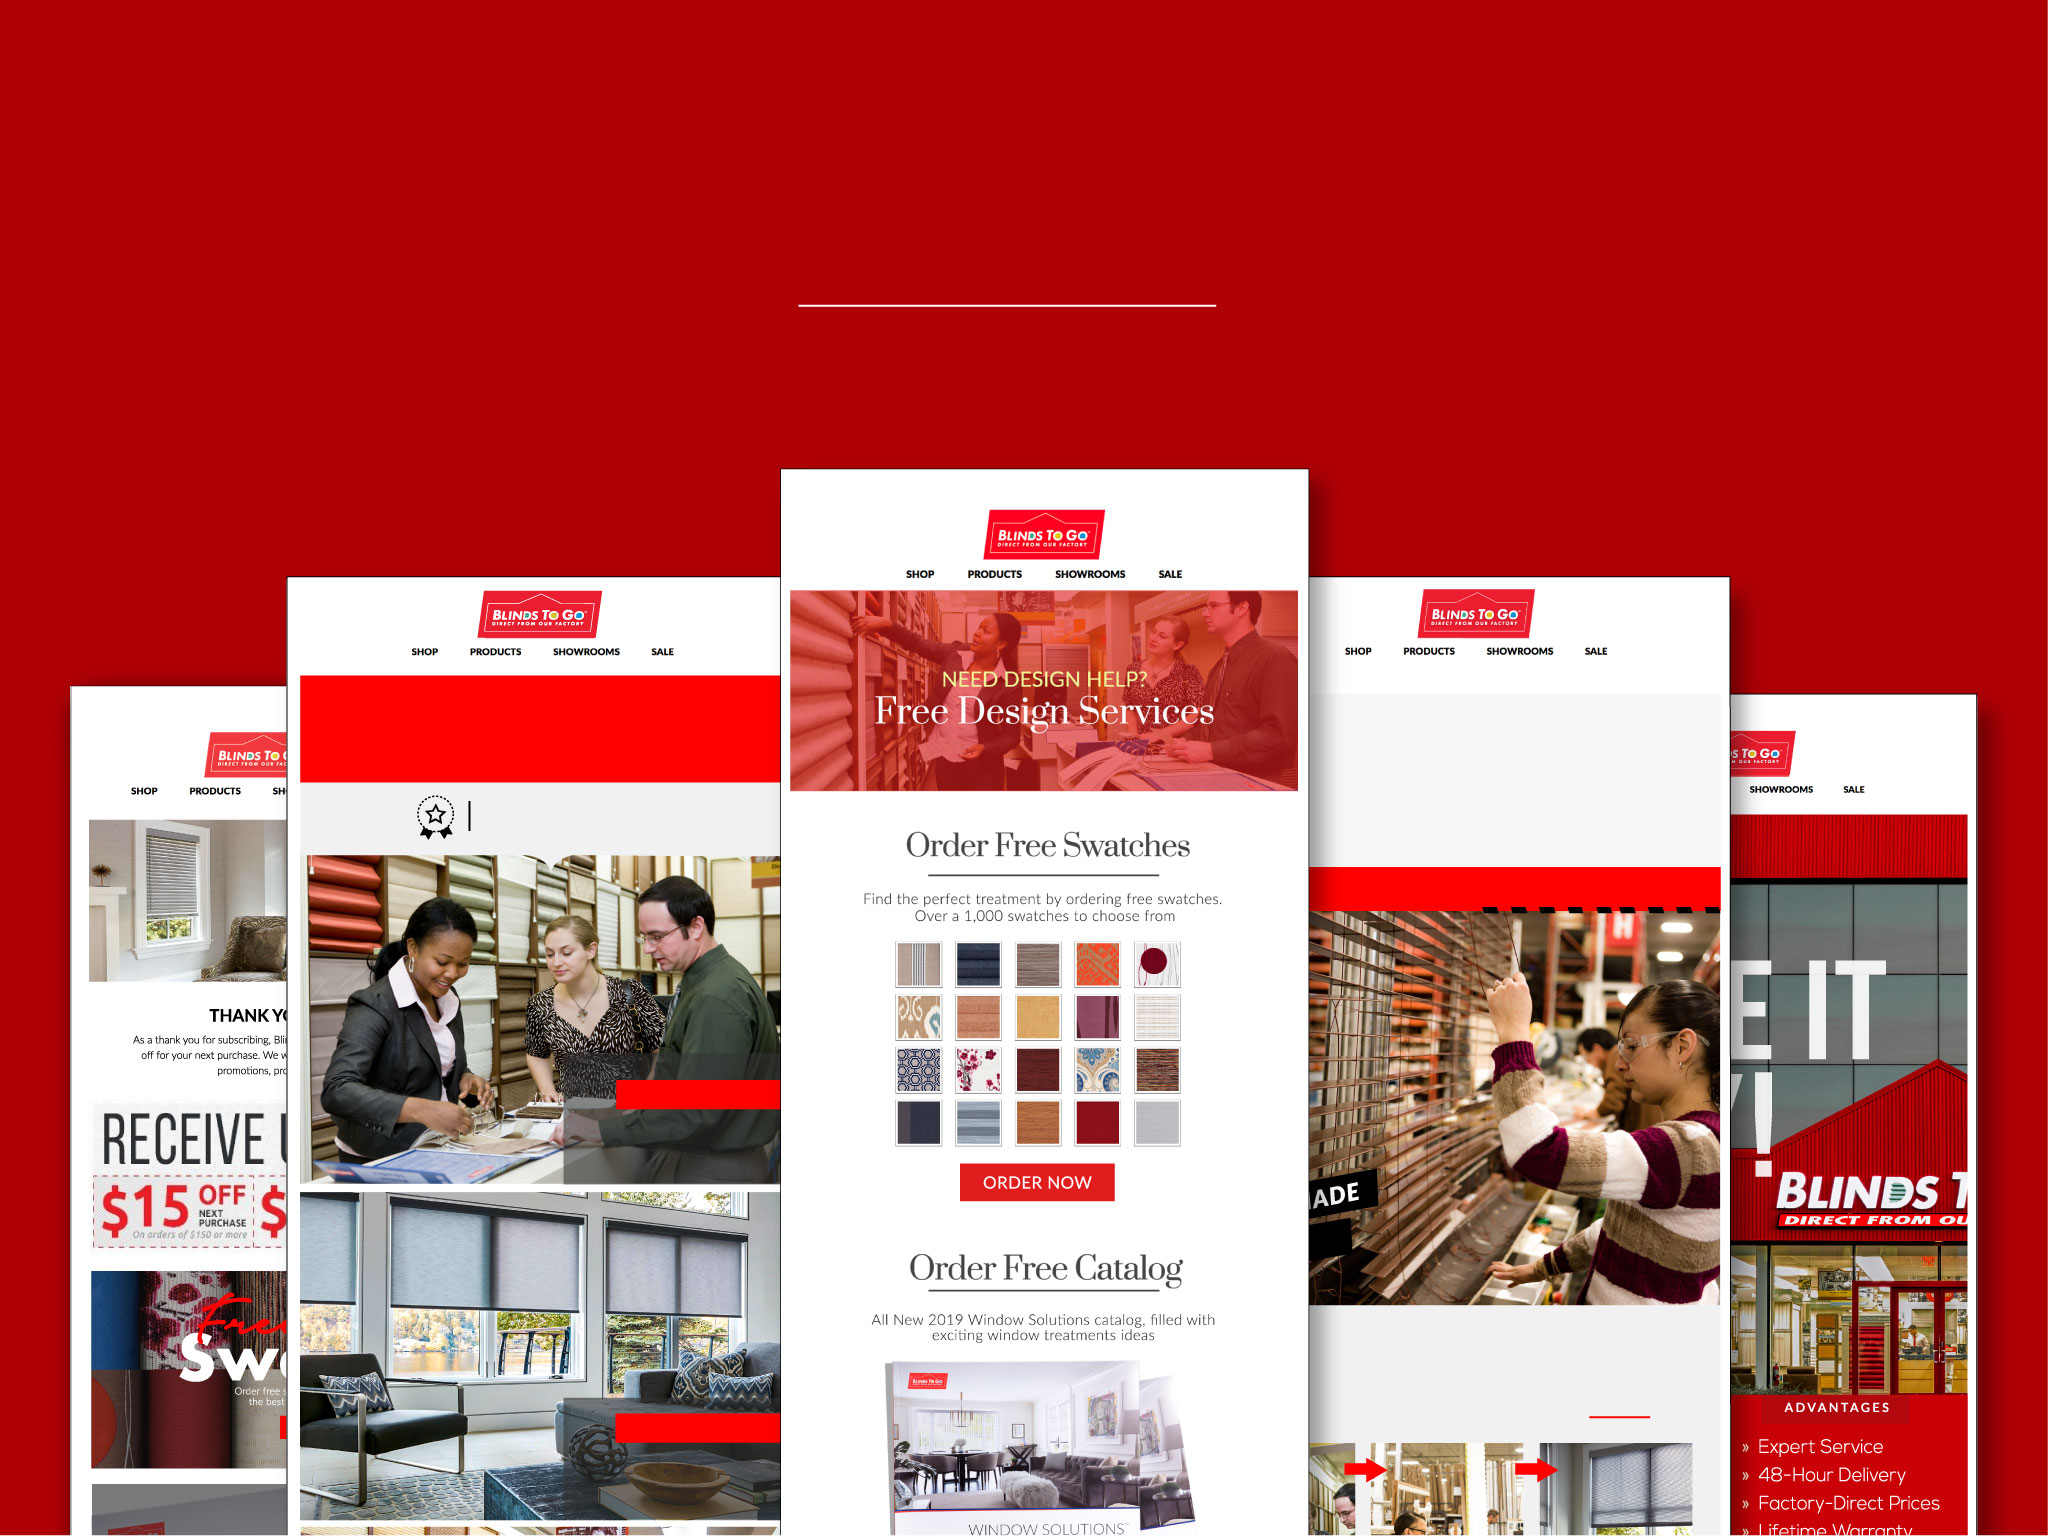 BLINDS TO GO
DIRECT FROM OUR FACTORY
SHOP PRODUCTS
THANK
As a thank you for subscribing,
off for your next purchase. We
promotions,
RECEIVE
$15 OFF
NEXT
PURCHASE
On orders of $150 or more
Free
Order free
the best
BLINDS TO GO
DIRECT FROM OUR FACTORY
SHOP PRODUCTS SHOWROOMS SALE
BLINDS TO GO
DIRECT FROM OUR FACTORY
SHOP PRODUCTS SHOWROOMS SALE
NEED DESIGN HELP?
Free Design Services
Order Free Swatches
Find the perfect treatment by ordering free swatches.
Over a 1,000 swatches to choose from
ORDER NOW
Order Free Catalog
All New 2019 Window Solutions catalog, filled with
exciting window treatments ideas
BLINDS TO GO
WINDOW SOLUTIONS™
BLINDS TO GO
DIRECT FROM OUR FACTORY
SHOP PRODUCTS SHOWROOMS SALE
ADE
TO GO
OUR FACTORY
SHOWROOMS SALE
E IT
!
BLINDS T
DIRECT FROM OU
ADVANTAGES
» Expert Service
» 48-Hour Delivery
» Factory-Direct Prices
» Lifetime Warranty